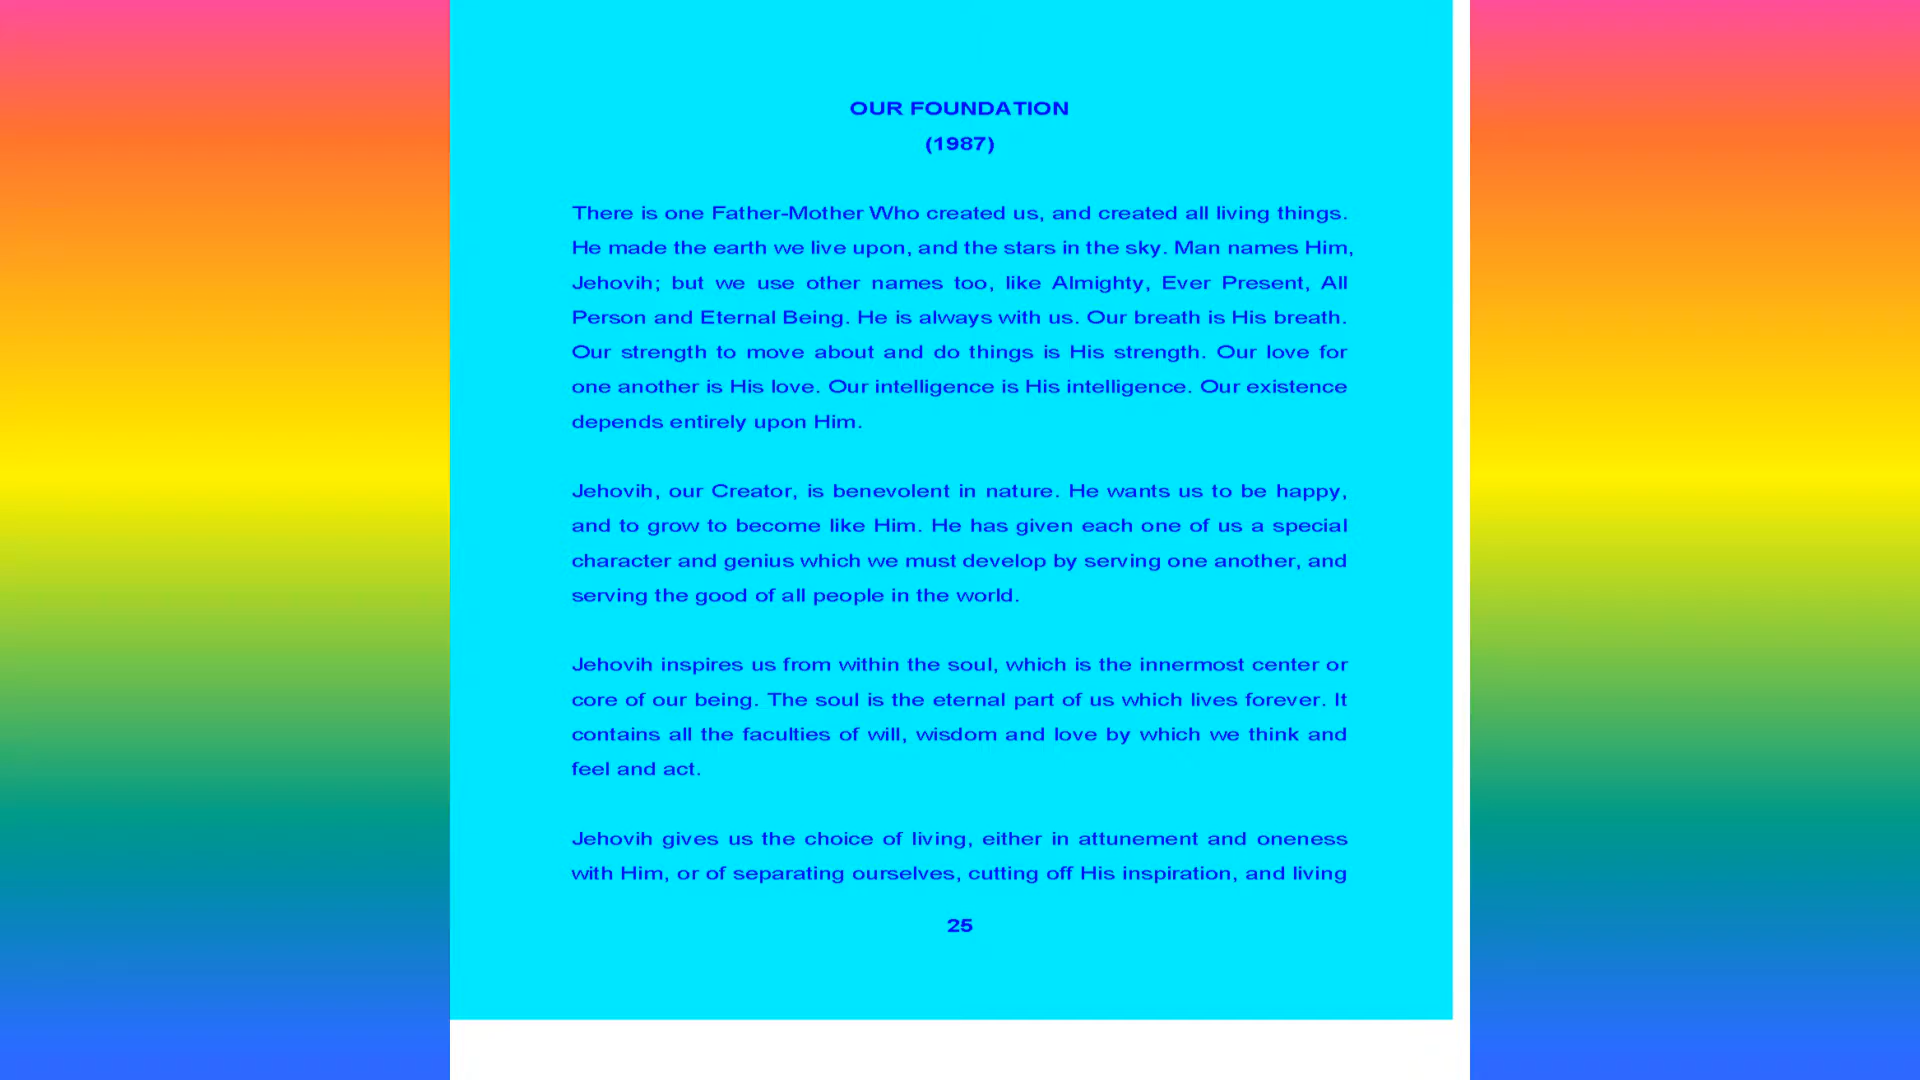 OUR FOUNDATION
(1987)
There is one Father-Mother Who created us, and created all living things.
He made the earth we live upon, and the stars in the sky. Man names Him,
Jehovih; but we use other names too, like Almighty, Ever Present, All
Person and Eternal Being. He is always with us. Our breath is His breath.
Our strength to move about and do things is His strength. Our love for
one another is His love. Our intelligence is His intelligence. Our existence
depends entirely upon Him.
Jehovih, our Creator, is benevolent in nature. He wants us to be happy,
and to grow to become like Him. He has given each one of us a special
character and genius which we must develop by serving one another, and
serving the good of all people in the world.
Jehovih inspires us from within the soul, which is the innermost center or
core of our being. The soul is the eternal part of us which lives forever. It
contains all the faculties of will, wisdom and love by which we think and
feel and act.
Jehovih gives us the choice of living, either in attunement and oneness
with Him, or of separating ourselves, cutting off His inspiration, and living
25